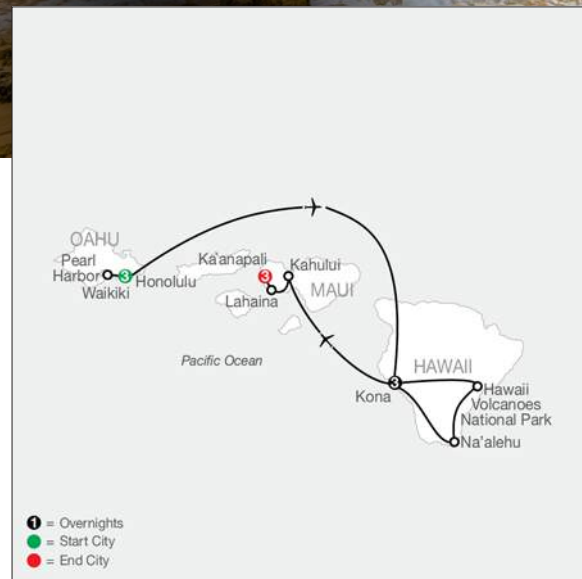 OAHU
Pearl
Harbor
Waikiki
3
Honolulu
Ka'anapali
3
Kahului
Lahaina
MAUI
Pacific Ocean
HAWAII
3
Kona
Hawaii
Volcanoes
National Park
Na'alehu
1 = Overnights
= Start City
= End City